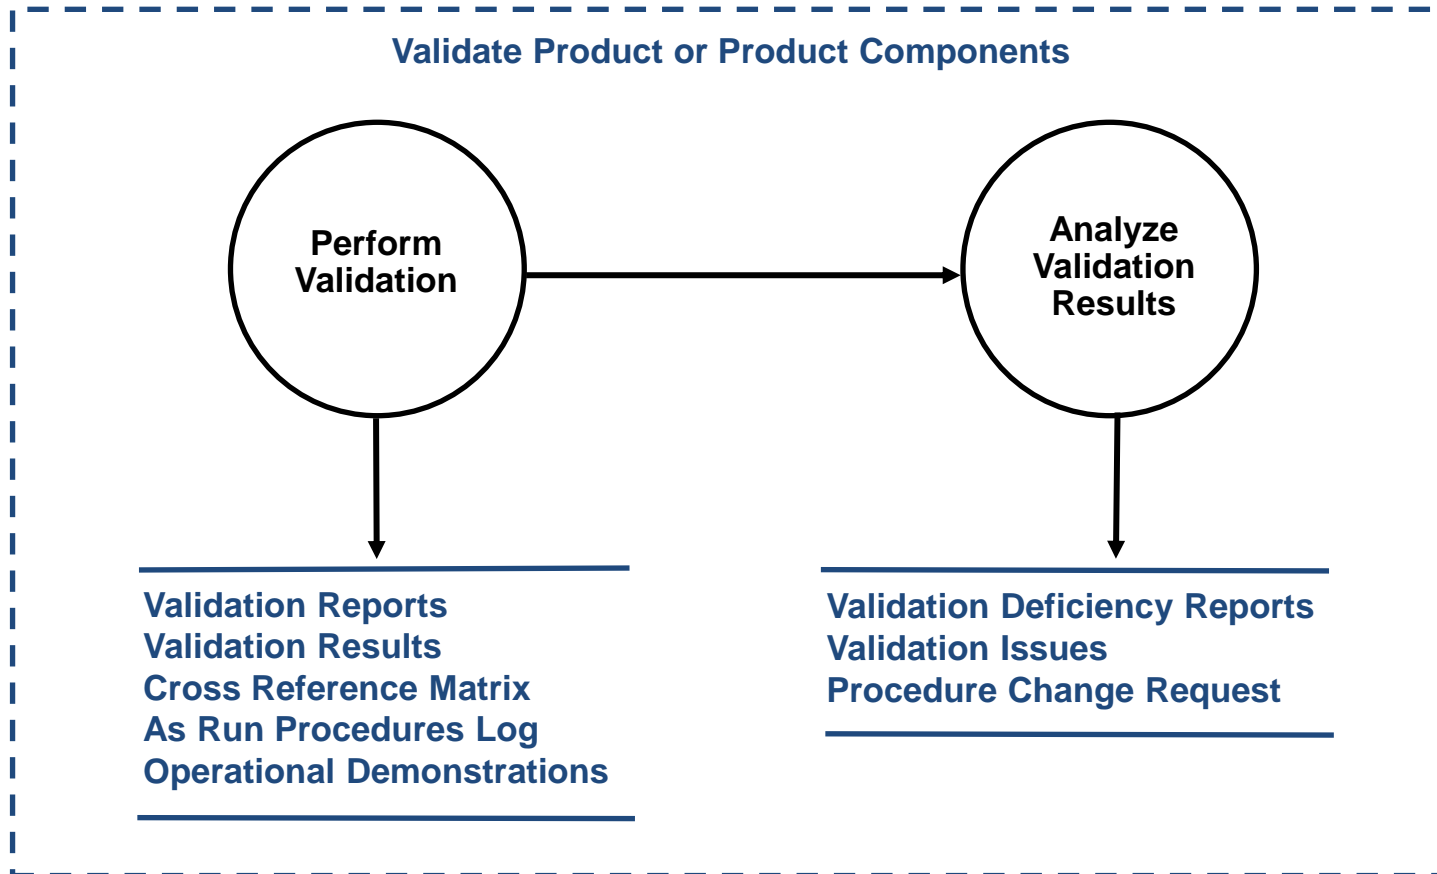 Validate Product or Product Components
Perform
Validation
Analyze
Validation
Results
Validation Reports
Validation Results
Cross Reference Matrix
As Run Procedures Log
Operational Demonstrations
Validation Deficiency Reports
Validation Issues
Procedure Change Request